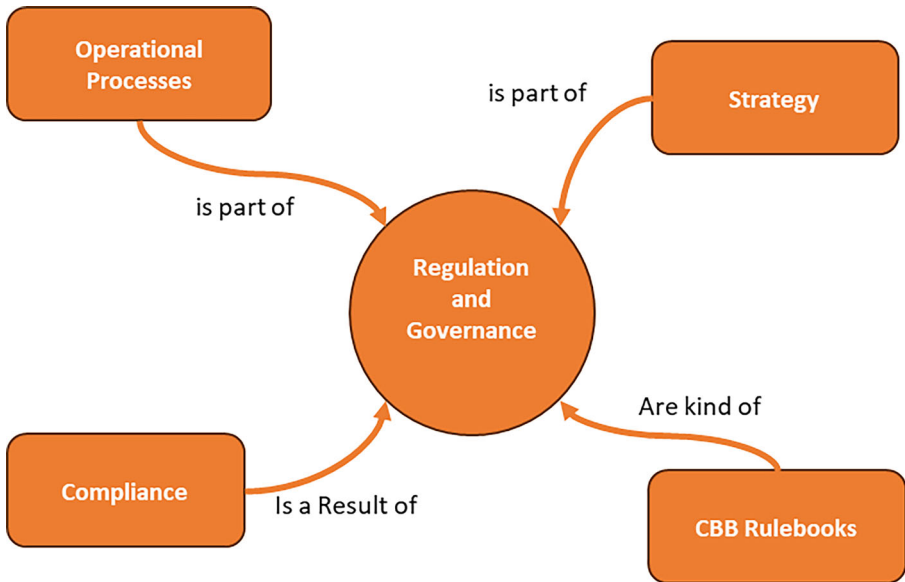 Operational
Processes
is part of
Strategy
is part of
Regulation
and
Governance
Are kind of
Compliance
Is a Result of
CBB Rulebooks